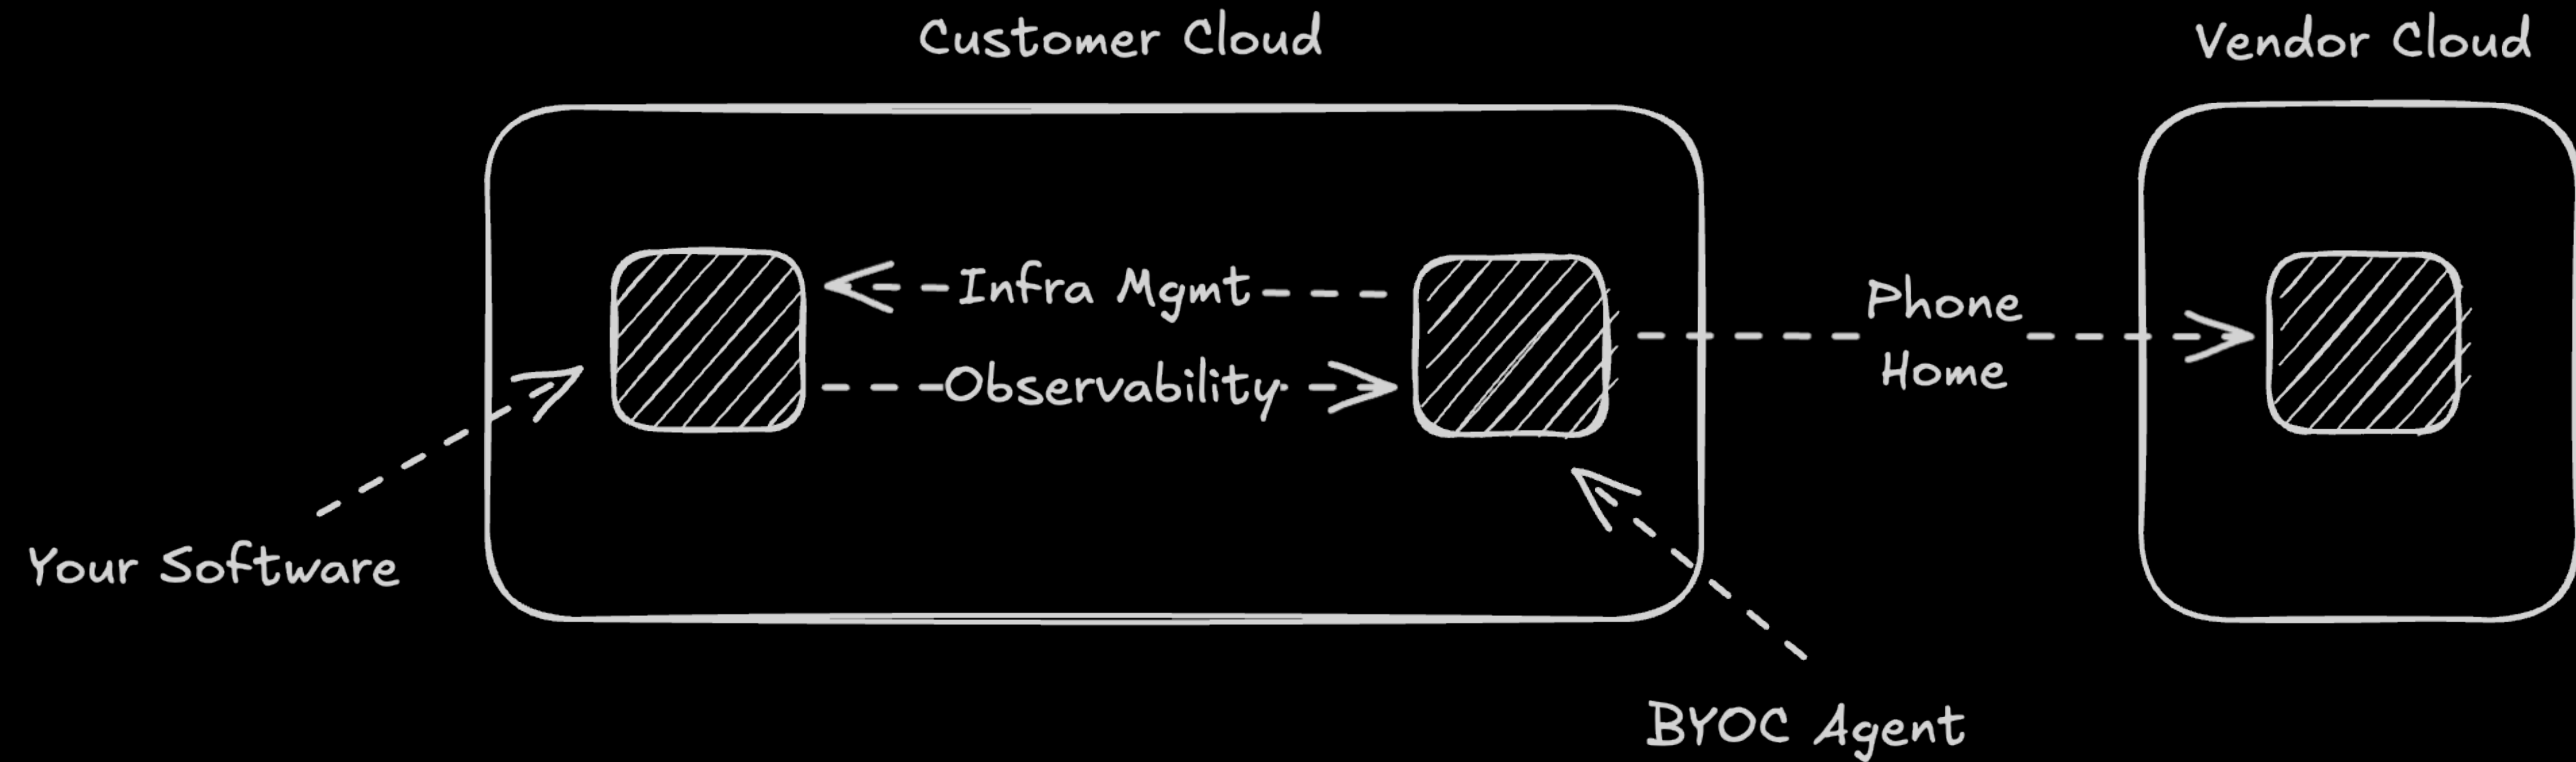 Customer Cloud
Vendor Cloud
Infra Mgmt
Observability
Phone
Home
Your Software
BYOC Agent